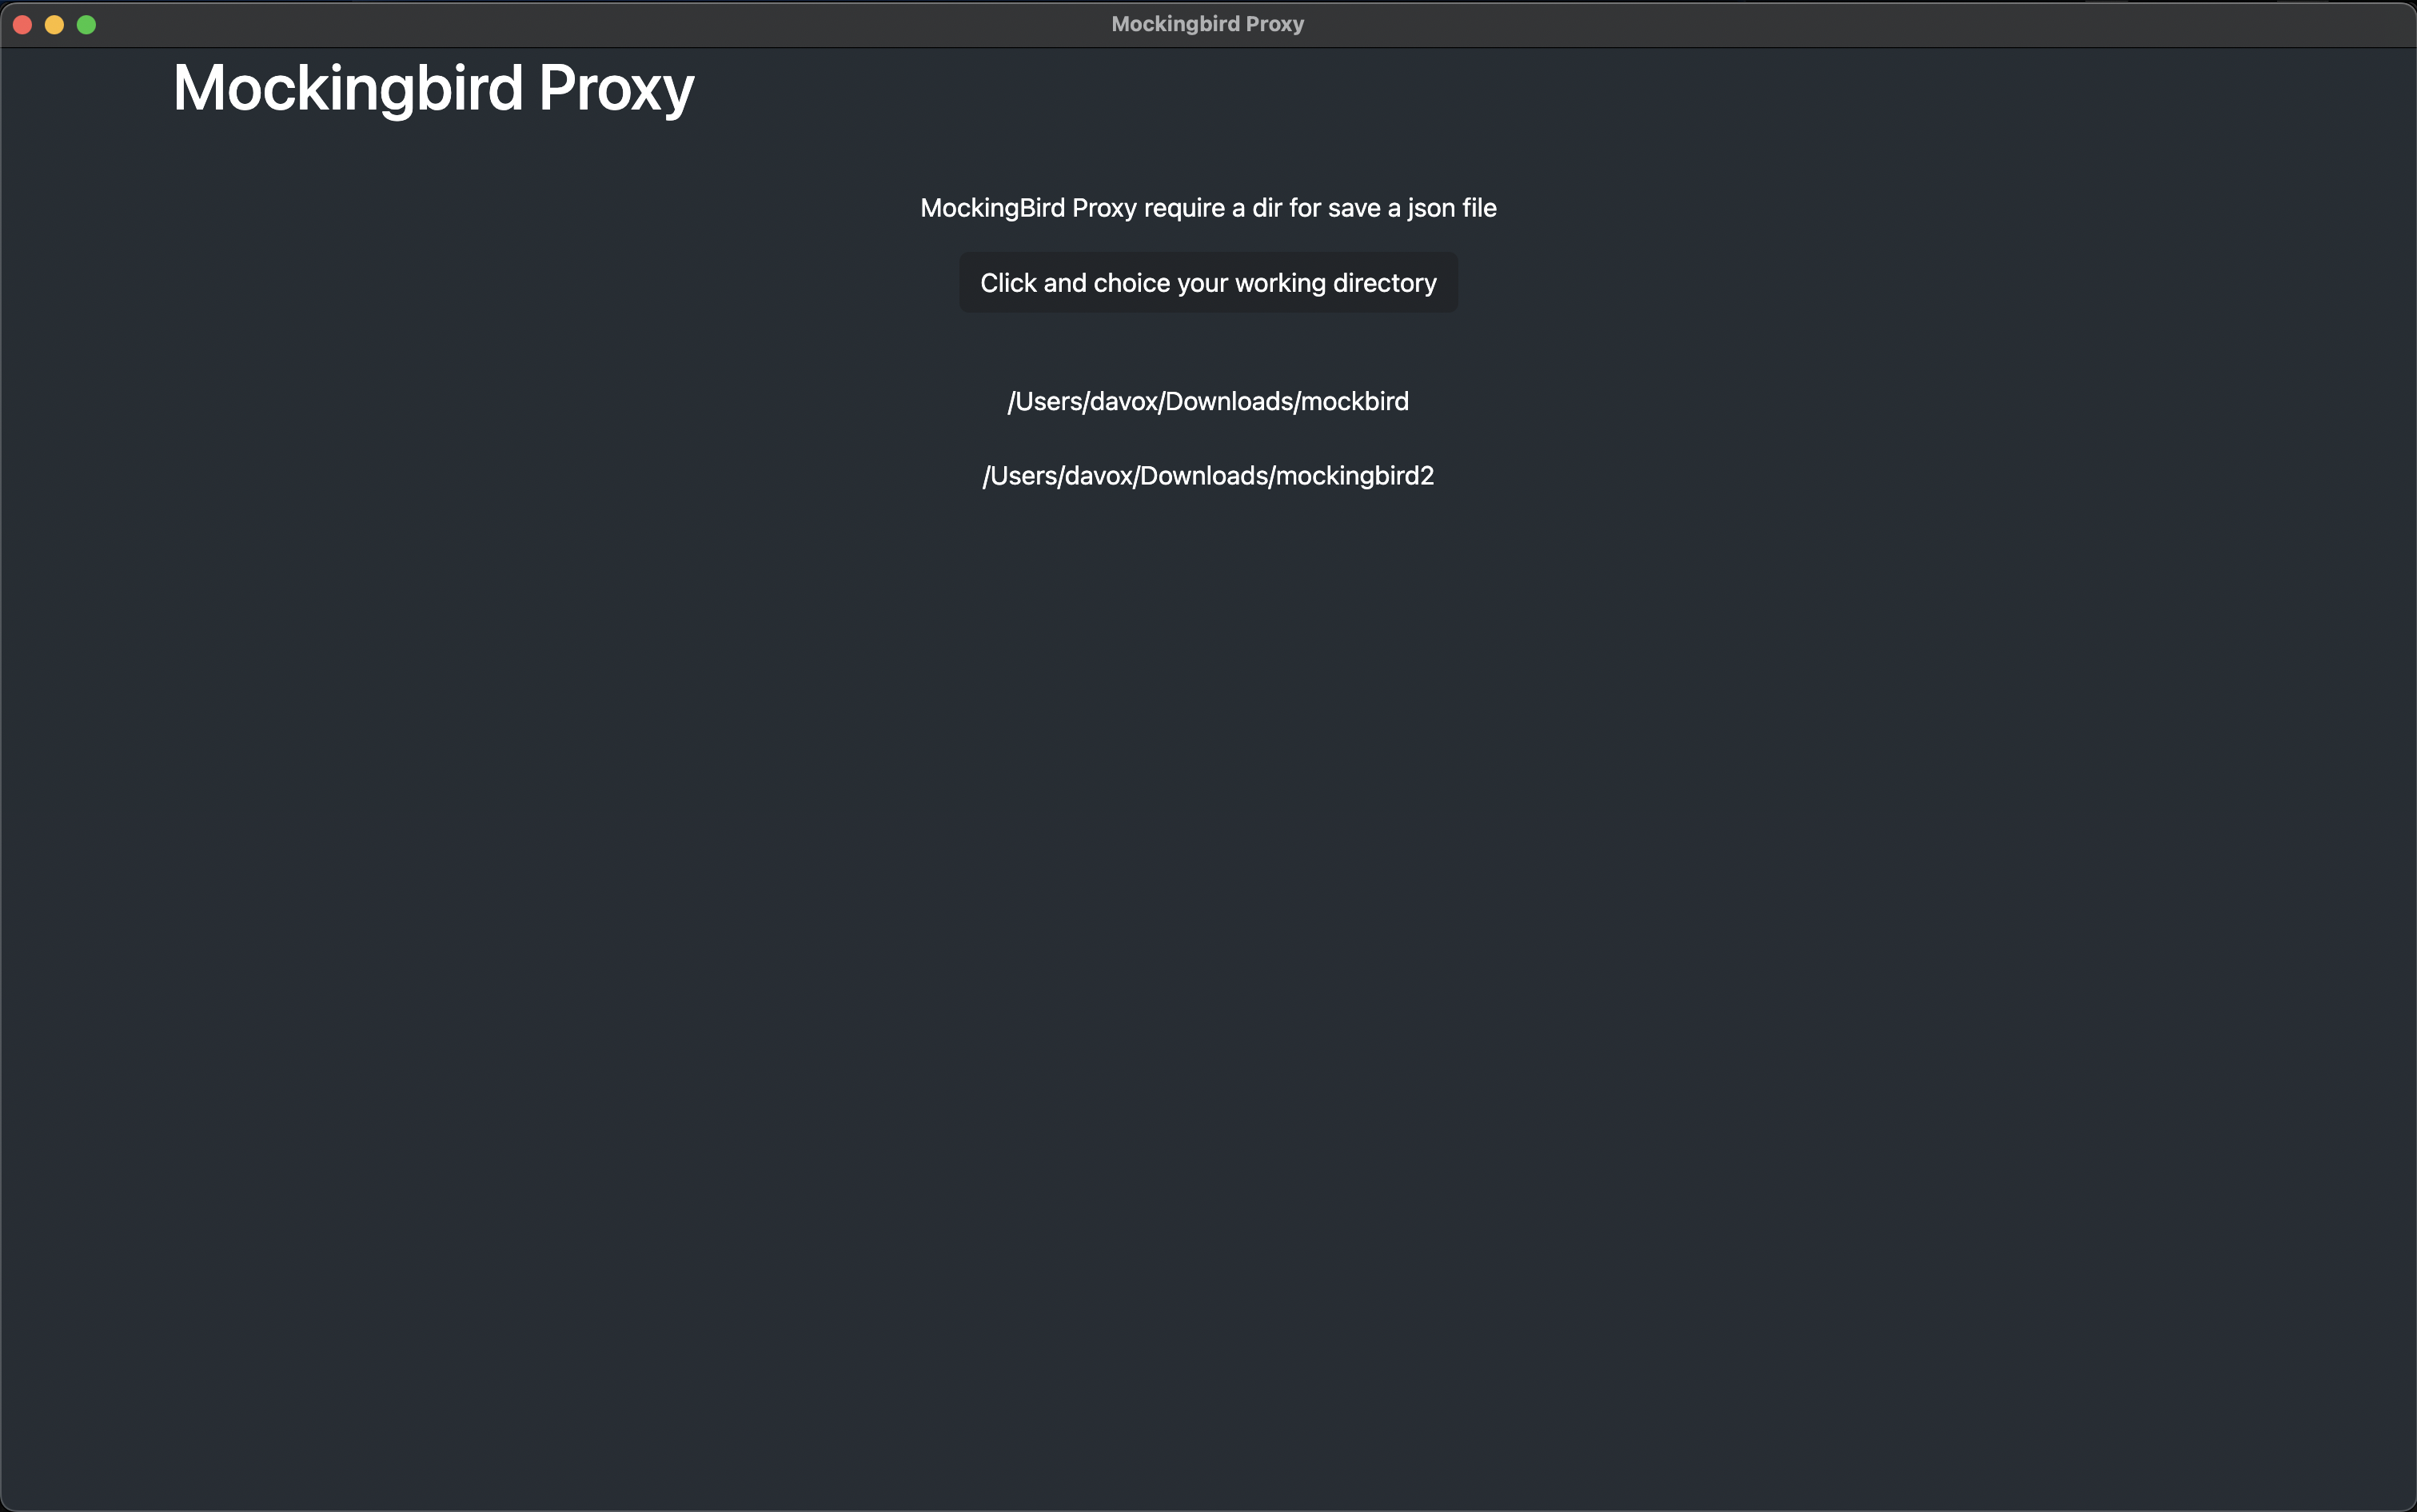 Mockingbird Proxy
Mockingbird Proxy
MockingBird Proxy require a dir for save a json file
Click and choice your working directory
/Users/davox/Downloads/mockbird
/Users/davox/Downloads/mockingbird2